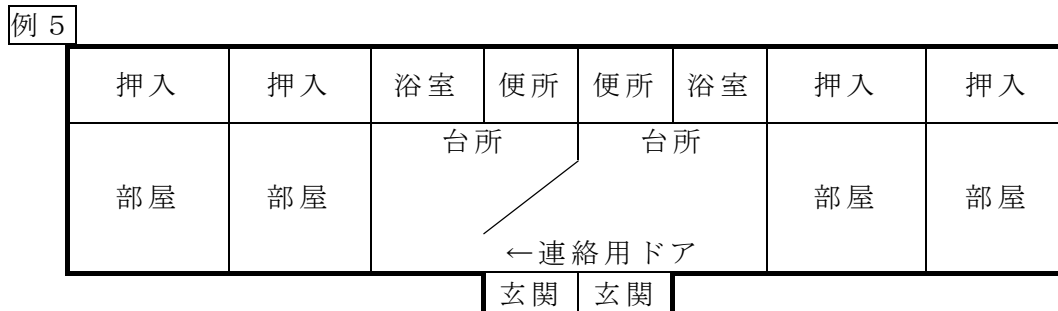 例5
押入 押入 浴室 便所 便所 浴室 押入 押入
台所 台所
部屋 部屋 部屋 部屋
←連絡用ドア
玄関 玄関